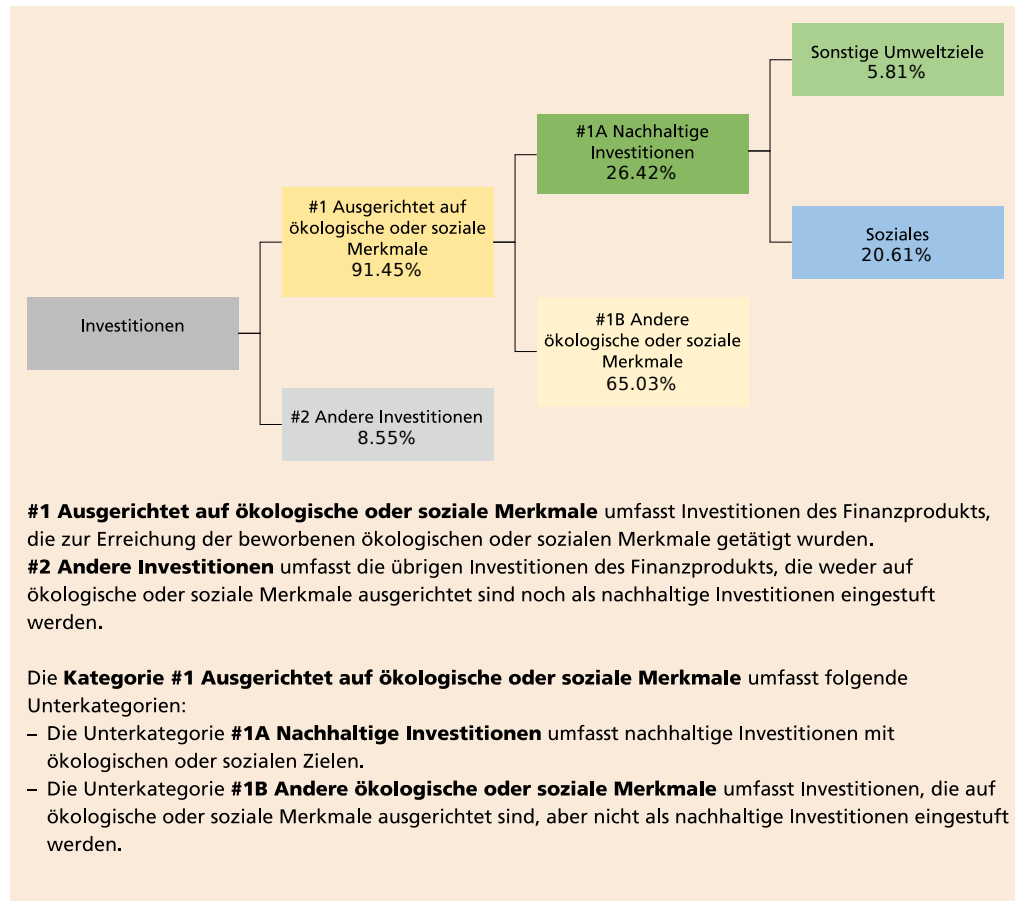 Sonstige Umweltziele
5.81%
#1A Nachhaltige
Investitionen
26.42%
#1 Ausgerichtet auf
ökologische oder soziale
Merkmale
91.45%
Soziales
20.61%
Investitionen
#1B Andere
ökologische oder soziale
Merkmale
65.03%
#2 Andere Investitionen
8.55%
#1 Ausgerichtet auf ökologische oder soziale Merkmale umfasst Investitionen des Finanzprodukts,
die zur Erreichung der beworbenen ökologischen oder sozialen Merkmale getätigt wurden.
#2 Andere Investitionen umfasst die übrigen Investitionen des Finanzprodukts, die weder auf
ökologische oder soziale Merkmale ausgerichtet sind noch als nachhaltige Investitionen eingestuft
werden.
Die Kategorie #1 Ausgerichtet auf ökologische oder soziale Merkmale umfasst folgende
Unterkategorien:
– Die Unterkategorie #1A Nachhaltige Investitionen umfasst nachhaltige Investitionen mit
ökologischen oder sozialen Zielen.
– Die Unterkategorie #1B Andere ökologische oder soziale Merkmale umfasst Investitionen, die auf
ökologische oder soziale Merkmale ausgerichtet sind, aber nicht als nachhaltige Investitionen eingestuft
werden.